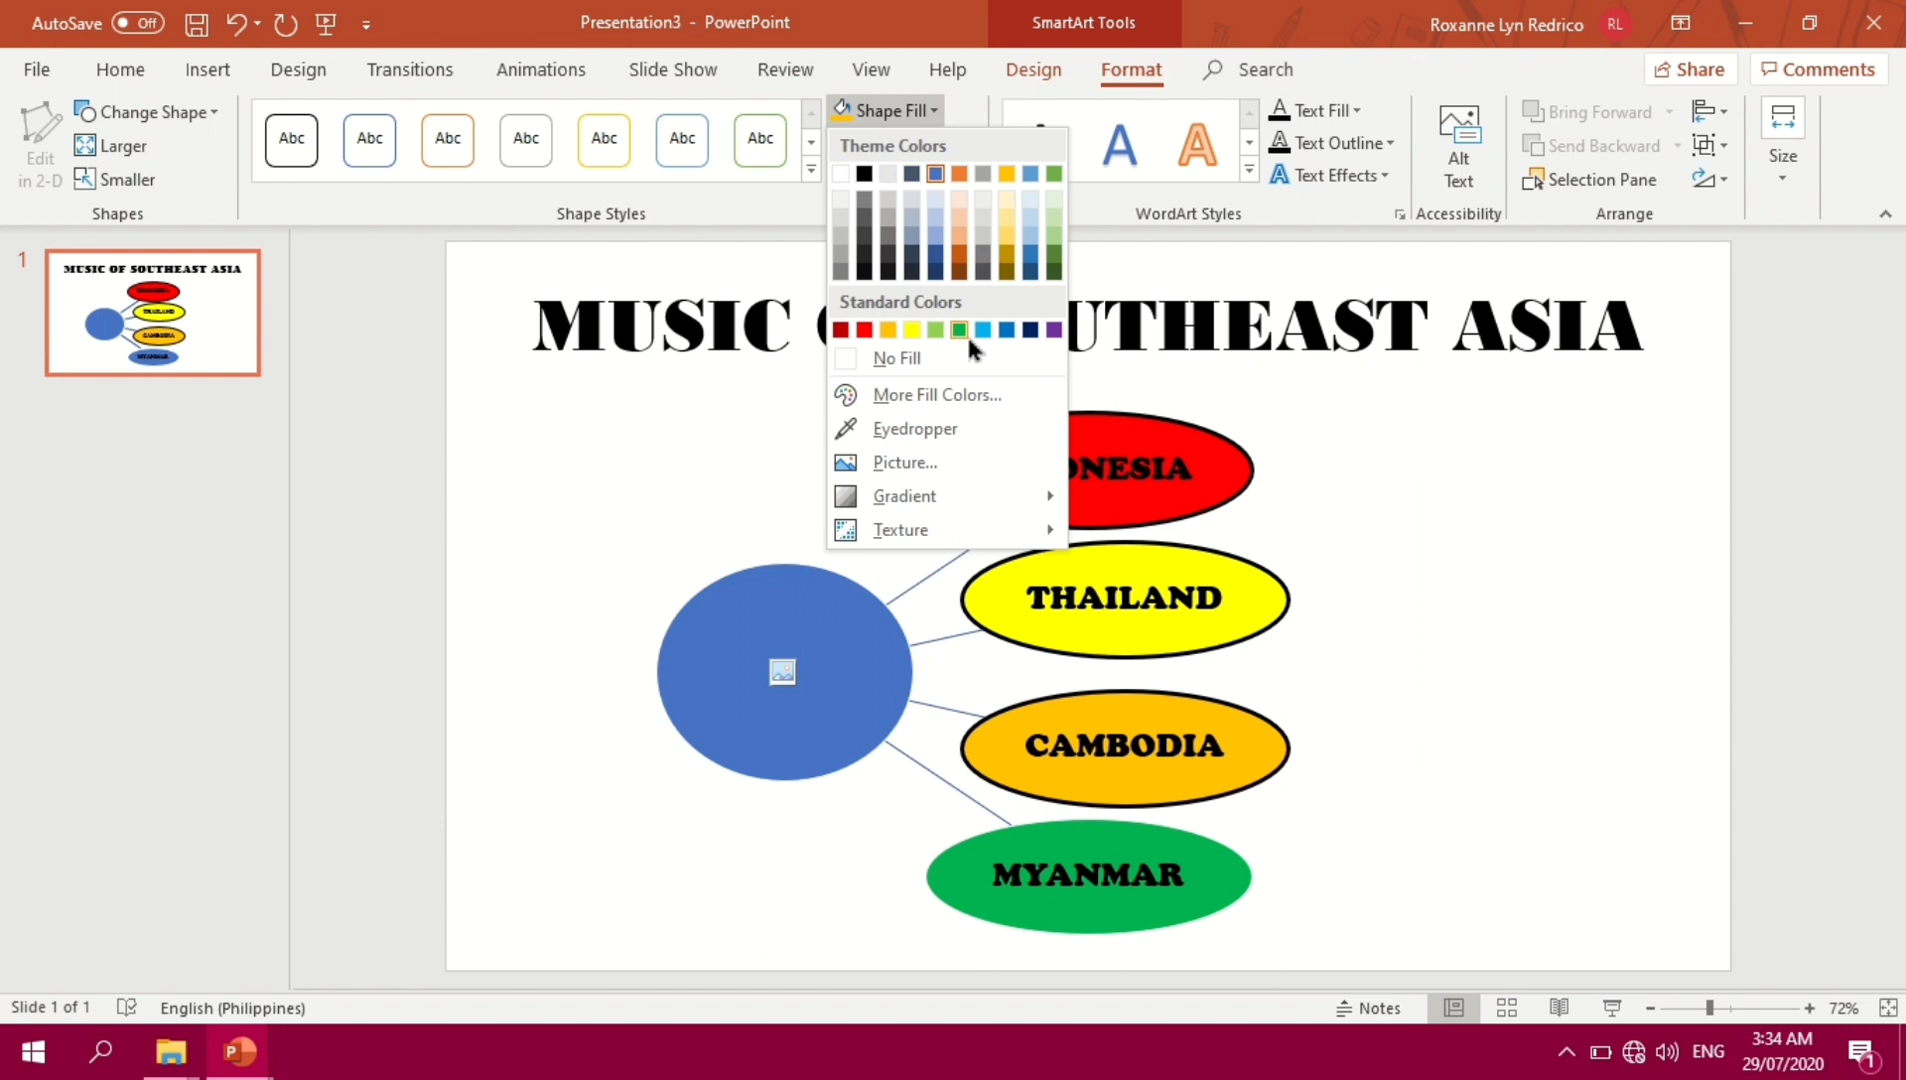 AutoSave Off
Presentation3 - PowerPoint
SmartArt Tools
Roxanne Lyn Redrico RL
File Home Insert Design Transitions Animations Slide Show Review View Help Design Format Search
Share Comments
Edit
in 2-D
Change Shape
Larger
Smaller
Shapes
Abc Abc Abc Abc Abc Abc Abc
Shape Styles
Shape Fill
Theme Colors
Standard Colors
No Fill
More Fill Colors...
Eyedropper
Picture...
Gradient
Texture
A A
Text Fill
Text Outline
Text Effects
WordArt Styles
Alt
Text
Accessibility
Bring Forward
Send Backward
Selection Pane
Arrange
Size
1
MUSIC OF SOUTHEAST ASIA
THAILAND
CAMBODIA
MYANMAR
MUSIC UTHEAST ASIA
ONESIA
THAILAND
CAMBODIA
MYANMAR
Slide 1 of 1
English (Philippines)
Notes
72%
ENG
3:34 AM
29/07/2020
1